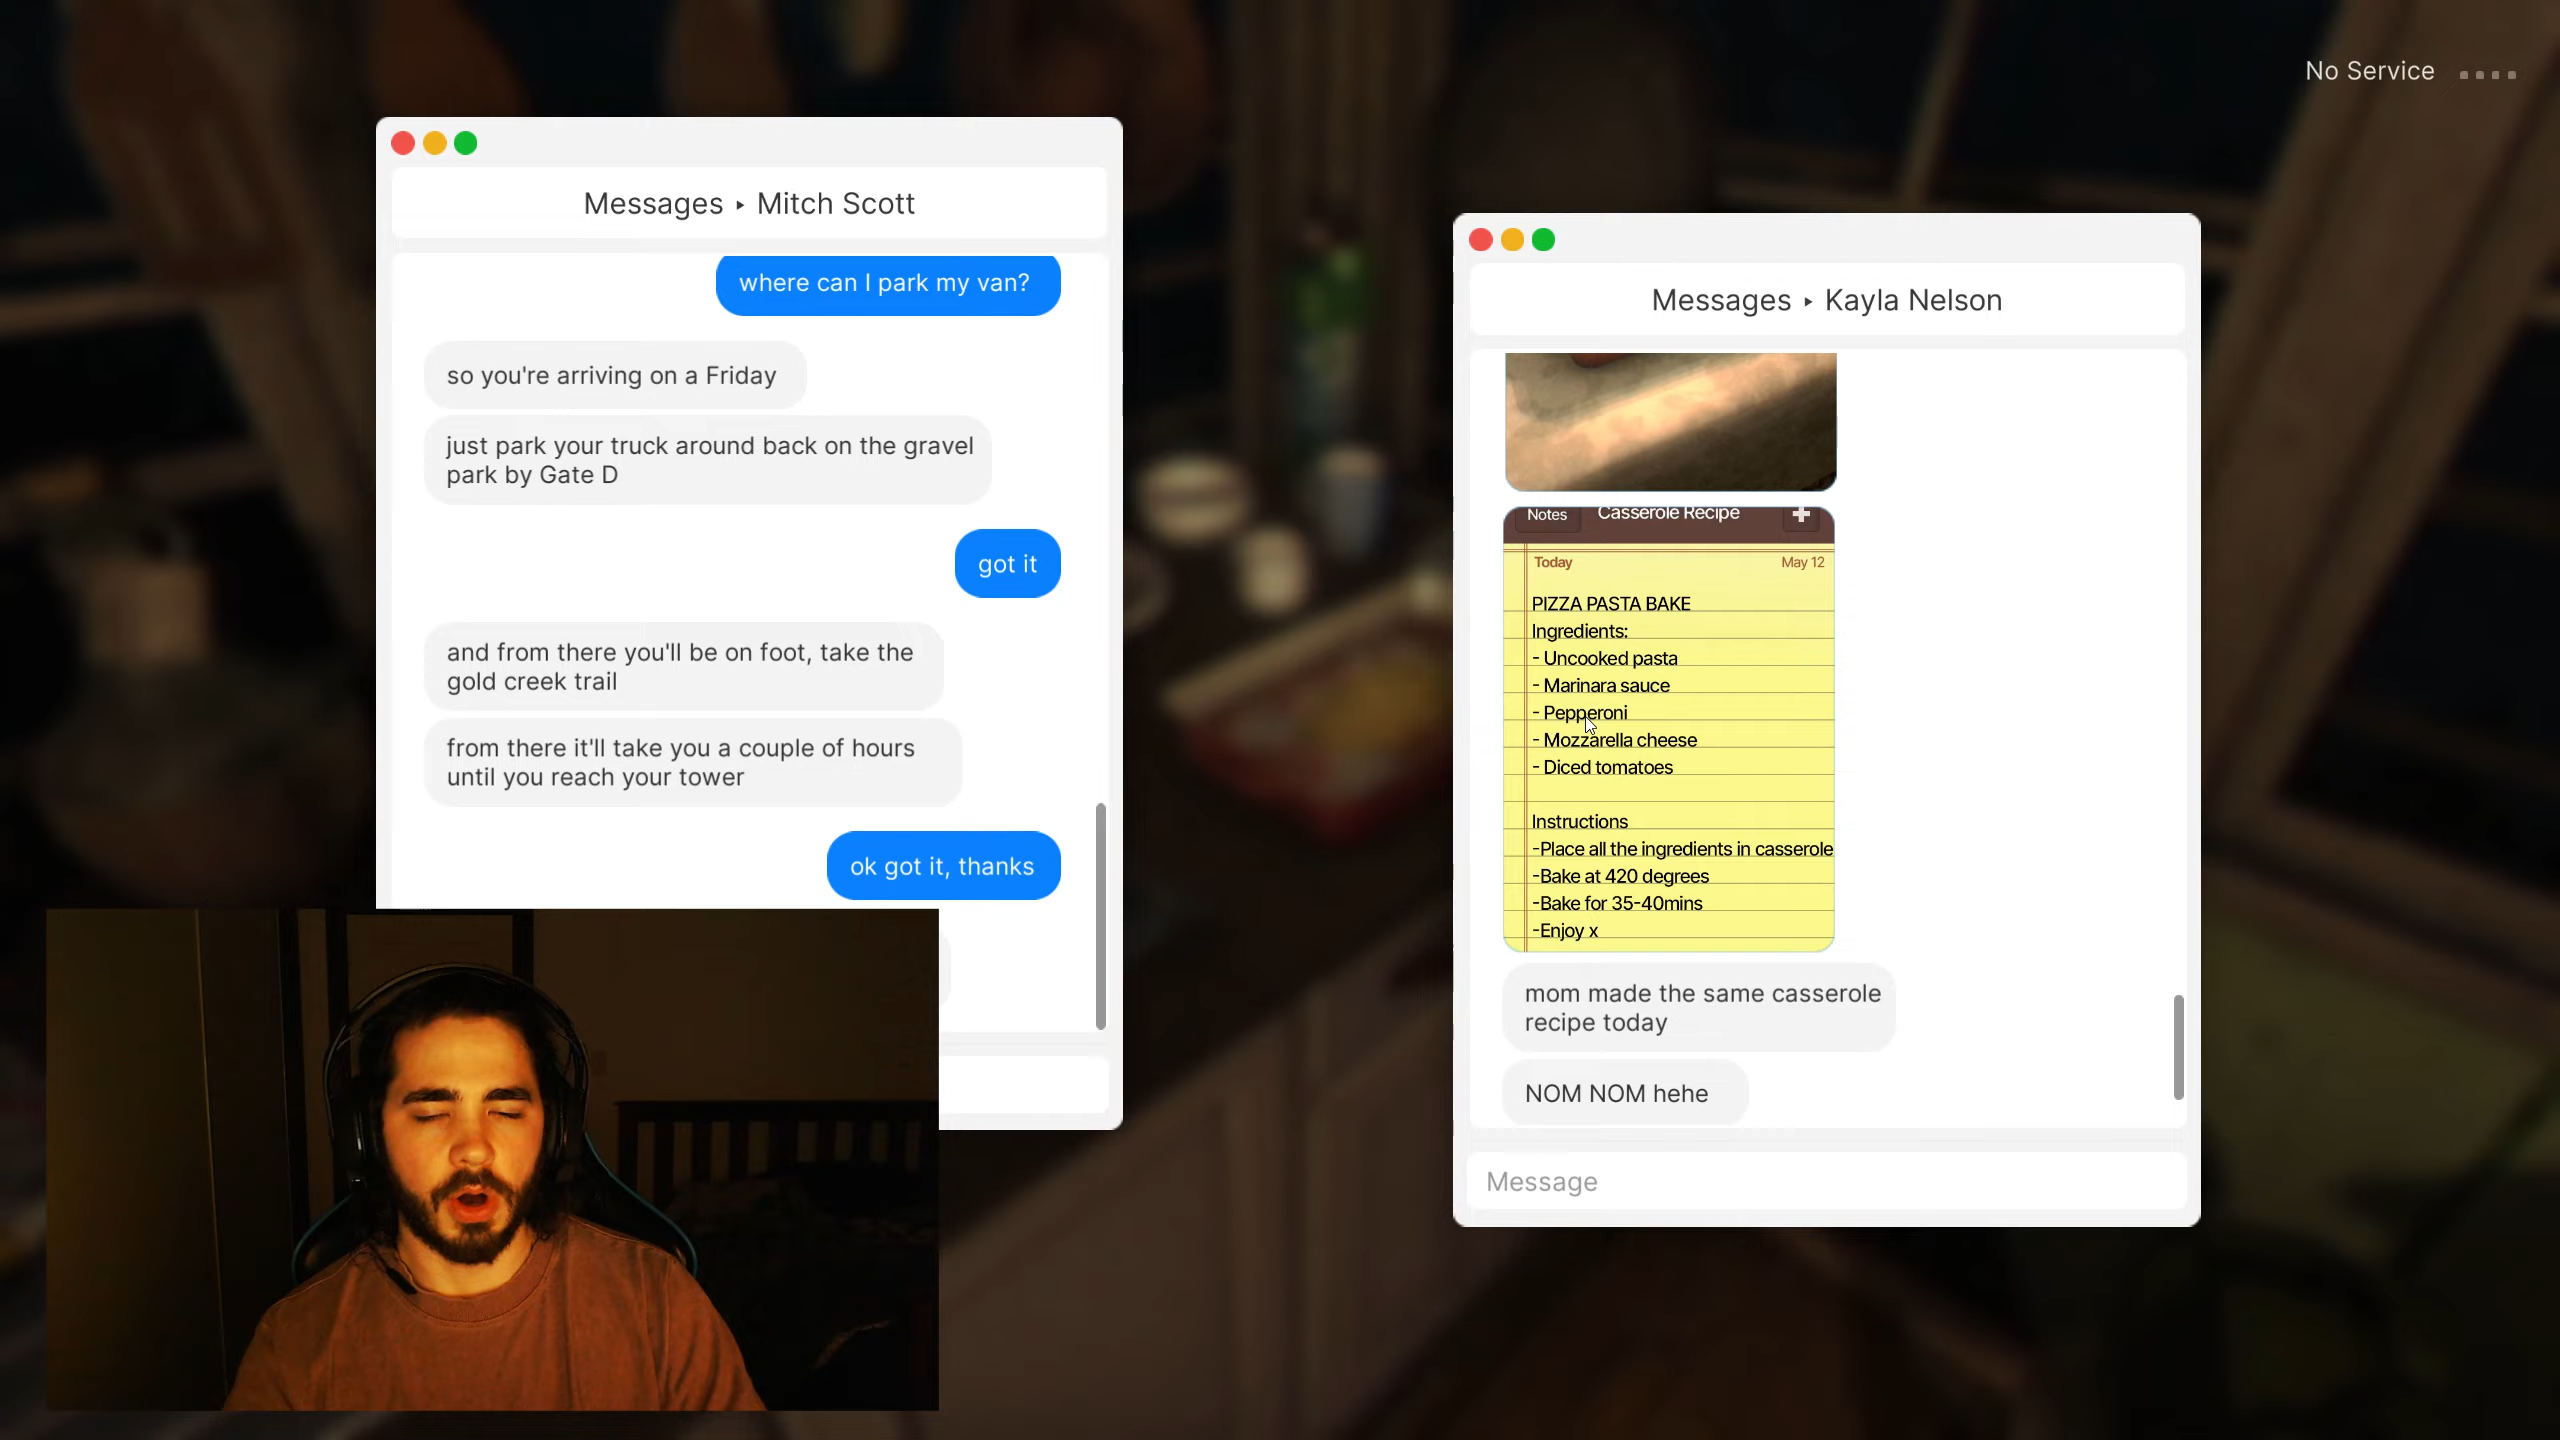 No Service
Messages ▸ Mitch Scott
where can I park my van?
so you're arriving on a Friday
just park your truck around back on the gravel
park by Gate D
got it
and from there you'll be on foot, take the
gold creek trail
from there it'll take you a couple of hours
until you reach your tower
ok got it, thanks
Messages ▸ Kayla Nelson
Notes
Casserole Recipe
Today
May 12
PIZZA PASTA BAKE
Ingredients:
- Uncooked pasta
- Marinara sauce
- Pepperoni
- Mozzarella cheese
- Diced tomatoes
Instructions
-Place all the ingredients in casserole
-Bake at 420 degrees
-Bake for 35-40mins
-Enjoy x
mom made the same casserole
recipe today
NOM NOM hehe
Message